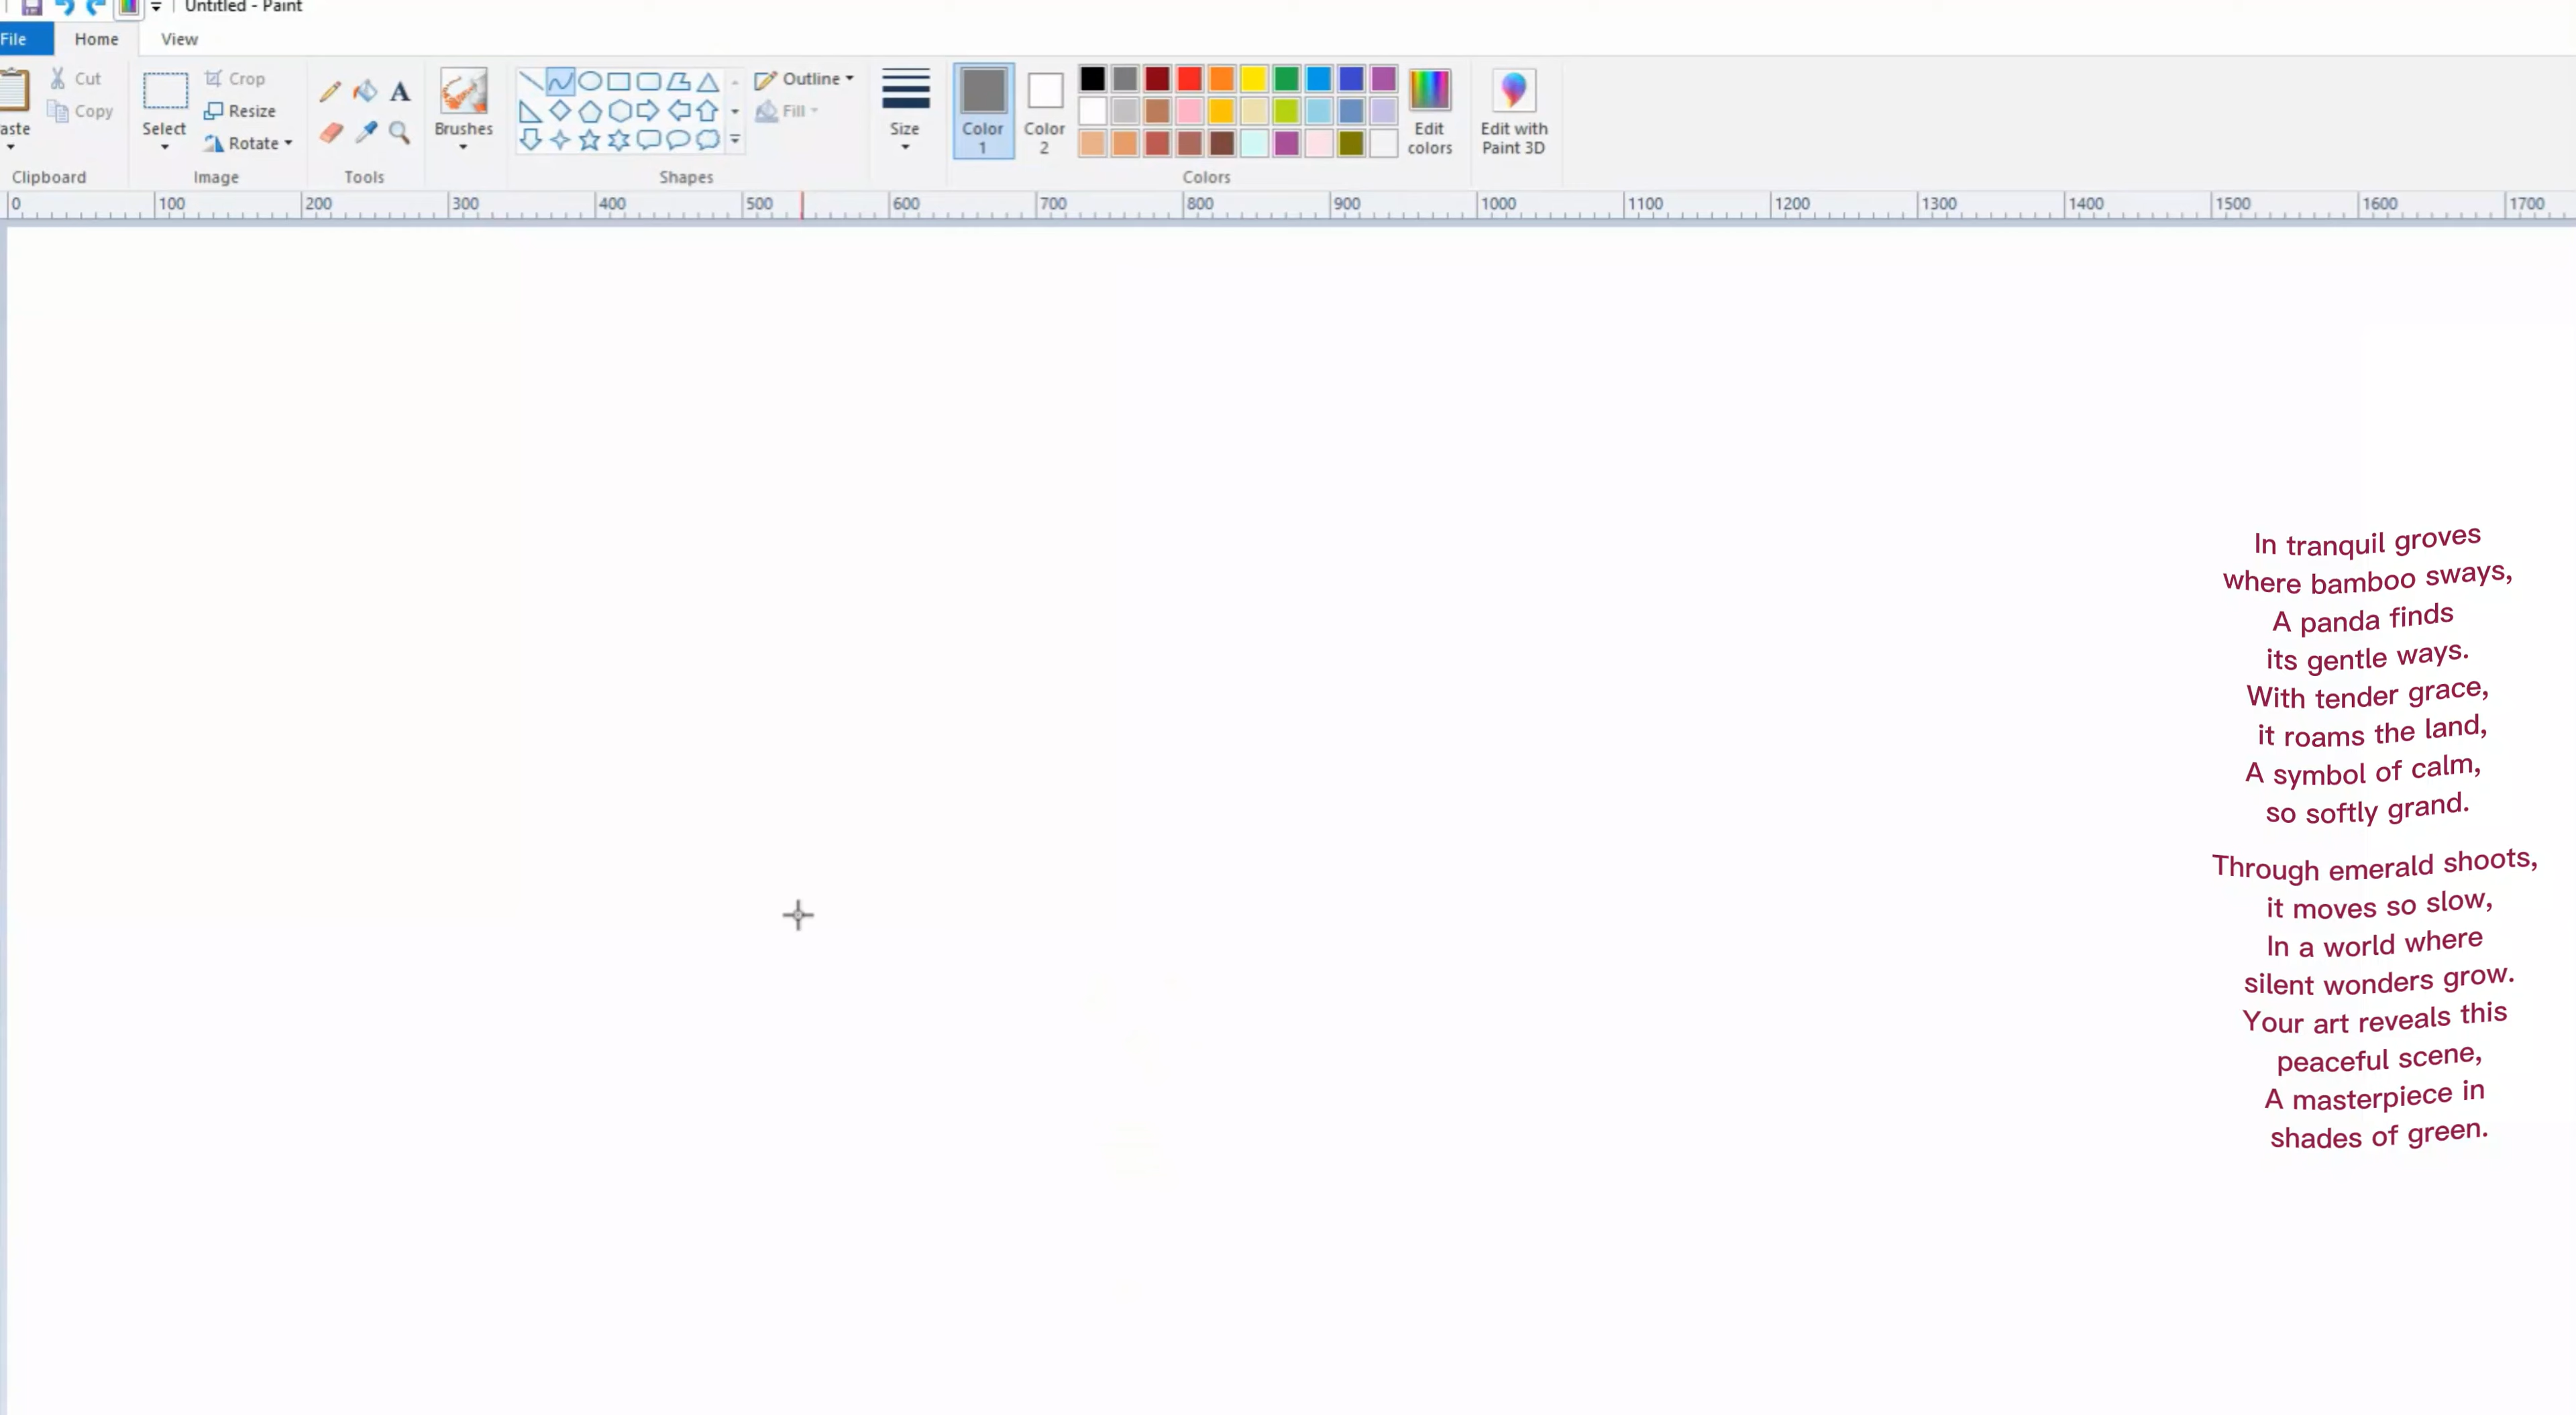 Untitled - Paint
File Home View
Cut
Copy
Clipboard
Select
Crop
Resize
Rotate
Image
Tools
Brushes
Shapes
Outline
Fill
Size
Color 1
Color 2
Colors
Edit colors
Edit with Paint 3D
0 100 200 300 400 500 600 700 800 900 1000 1100 1200 1300 1400 1500 1600 1700
In tranquil groves
where bamboo sways,
A panda finds
its gentle ways.
With tender grace,
it roams the land,
A symbol of calm,
so softly grand.
Through emerald shoots,
it moves so slow,
In a world where
silent wonders grow.
Your art reveals this
peaceful scene,
A masterpiece in
shades of green.